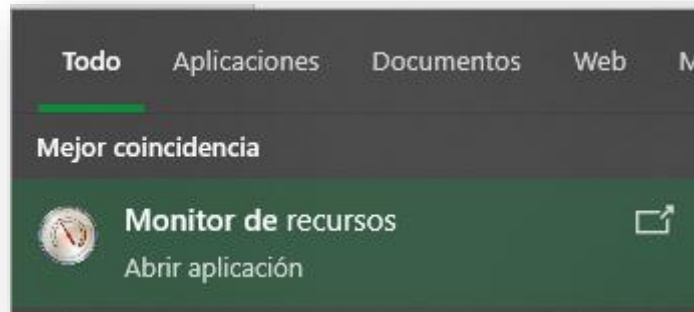 Todo Aplicaciones Documentos Web M
Mejor coincidencia
Monitor de recursos
Abrir aplicación